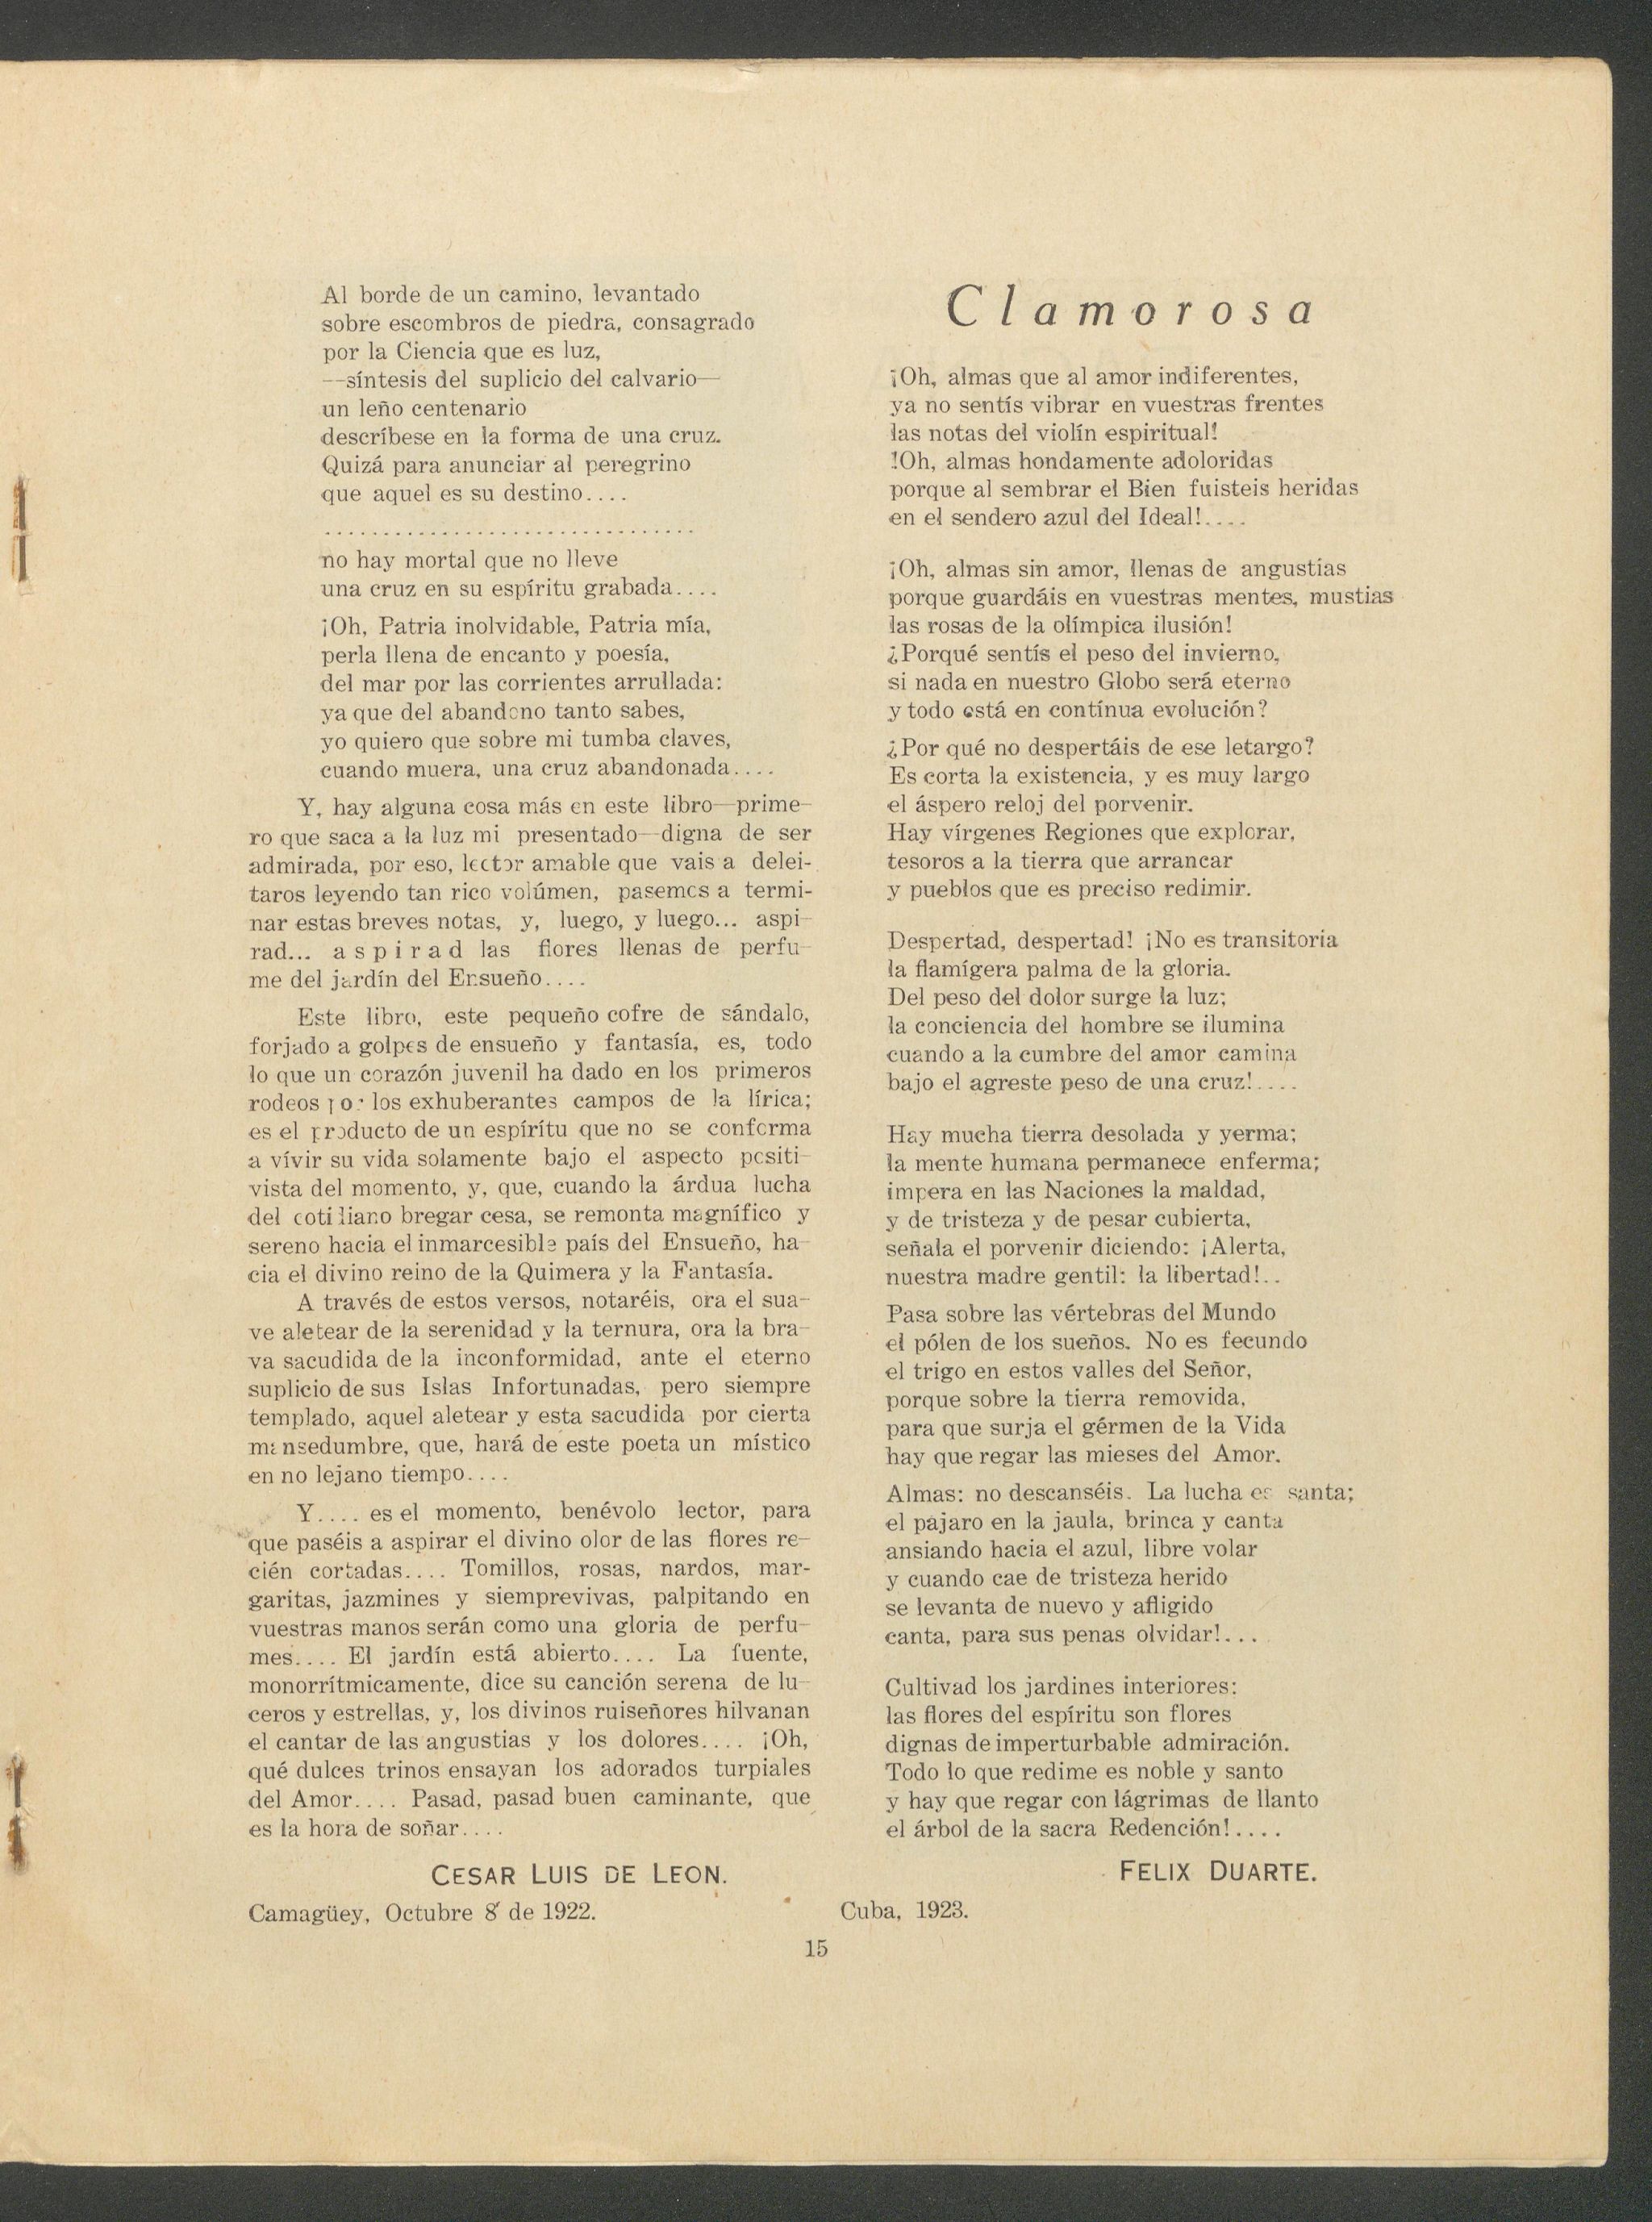 Al borde de un camino, levantado
sobre escombros de piedra, consagrado
por la Ciencia que es luz,
—síntesis del suplicio del calvario—
un leño centenario
descríbese en la forma de una cruz.
Quizá para anunciar al peregrino
que aquel es su destino....
...............................
no hay mortal que no lleve
una cruz en su espíritu grabada....
¡Oh, Patria inolvidable, Patria mía,
perla llena de encanto y poesía,
del mar por las corrientes arrullada:
ya que del abandono tanto sabes,
yo quiero que sobre mi tumba claves,
cuando muera, una cruz abandonada....
Y, hay alguna cosa más en este libro—prime-
ro que saca a la luz mi presentado—digna de ser
admirada, por eso, lector amable que vais a delei-
taros leyendo tan rico volúmen, pasemos a termi-
nar estas breves notas, y, luego, y luego... aspi-
rad... a s p i r a d las flores llenas de perfu-
me del jardín del Ensueño....
Este libro, este pequeño cofre de sándalo,
forjado a golpes de ensueño y fantasía, es, todo
lo que un corazón juvenil ha dado en los primeros
rodeos por los exhuberantes campos de la lírica;
es el producto de un espíritu que no se conforma
a vívir su vida solamente bajo el aspecto positi-
vista del momento, y, que, cuando la árdua lucha
del cotidiano bregar cesa, se remonta magnífico y
sereno hacia el inmarcesible país del Ensueño, ha-
cia el divino reino de la Quimera y la Fantasía.
A través de estos versos, notaréis, ora el sua-
ve aletear de la serenidad y la ternura, ora la bra-
va sacudida de la inconformidad, ante el eterno
suplicio de sus Islas Infortunadas, pero siempre
templado, aquel aletear y esta sacudida por cierta
mansedumbre, que, hará de este poeta un místico
en no lejano tiempo....
Y.... es el momento, benévolo lector, para
que paséis a aspirar el divino olor de las flores re-
cién cortadas.... Tomillos, rosas, nardos, mar-
garitas, jazmines y siemprevivas, palpitando en
vuestras manos serán como una gloria de perfu-
mes.... El jardín está abierto.... La fuente,
monorrítmicamente, dice su canción serena de lu-
ceros y estrellas, y, los divinos ruiseñores hilvanan
el cantar de las angustias y los dolores.... ¡Oh,
qué dulces trinos ensayan los adorados turpiales
del Amor.... Pasad, pasad buen caminante, que
es la hora de soñar....
CESAR LUIS DE LEON.
Camagüey, Octubre 8 de 1922.
Clamorosa
¡Oh, almas que al amor indiferentes,
ya no sentís vibrar en vuestras frentes
las notas del violín espiritual!
!Oh, almas hondamente adoloridas
porque al sembrar el Bien fuisteis heridas
en el sendero azul del Ideal!....
¡Oh, almas sin amor, llenas de angustias
porque guardáis en vuestras mentes, mustias
las rosas de la olímpica ilusión!
¿Porqué sentís el peso del invierno,
si nada en nuestro Globo será eterno
y todo está en contínua evolución?
¿Por qué no despertáis de ese letargo?
Es corta la existencia, y es muy largo
el áspero reloj del porvenir.
Hay vírgenes Regiones que explorar,
tesoros a la tierra que arrancar
y pueblos que es preciso redimir.
Despertad, despertad! ¡No es transitoria
la flamígera palma de la gloria.
Del peso del dolor surge la luz;
la conciencia del hombre se ilumina
cuando a la cumbre del amor camina
bajo el agreste peso de una cruz!....
Hay mucha tierra desolada y yerma;
la mente humana permanece enferma;
impera en las Naciones la maldad,
y de tristeza y de pesar cubierta,
señala el porvenir diciendo: ¡Alerta,
nuestra madre gentil: la libertad!..
Pasa sobre las vértebras del Mundo
el pólen de los sueños. No es fecundo
el trigo en estos valles del Señor,
porque sobre la tierra removida,
para que surja el gérmen de la Vida
hay que regar las mieses del Amor.
Almas: no descanséis. La lucha es santa;
el pajaro en la jaula, brinca y canta
ansiando hacia el azul, libre volar
y cuando cae de tristeza herido
se levanta de nuevo y afligido
canta, para sus penas olvidar!...
Cultivad los jardines interiores:
las flores del espíritu son flores
dignas de imperturbable admiración.
Todo lo que redime es noble y santo
y hay que regar con lágrimas de llanto
el árbol de la sacra Redención!....
FELIX DUARTE.
Cuba, 1923.
15